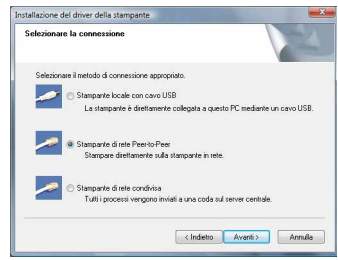 Installazione del driver della stampante
Selezionare la connessione
Selezionare il metodo di connessione appropriato.
Stampante locale con cavo USB
La stampante è direttamente collegata a questo PC mediante un cavo USB.
Stampante di rete Peer-to-Peer
Stampare direttamente sulla stampante in rete.
Stampante di rete condivisa
Tutti i processi vengono inviati a una coda sul server centrale.
< Indietro Avanti > Annulla